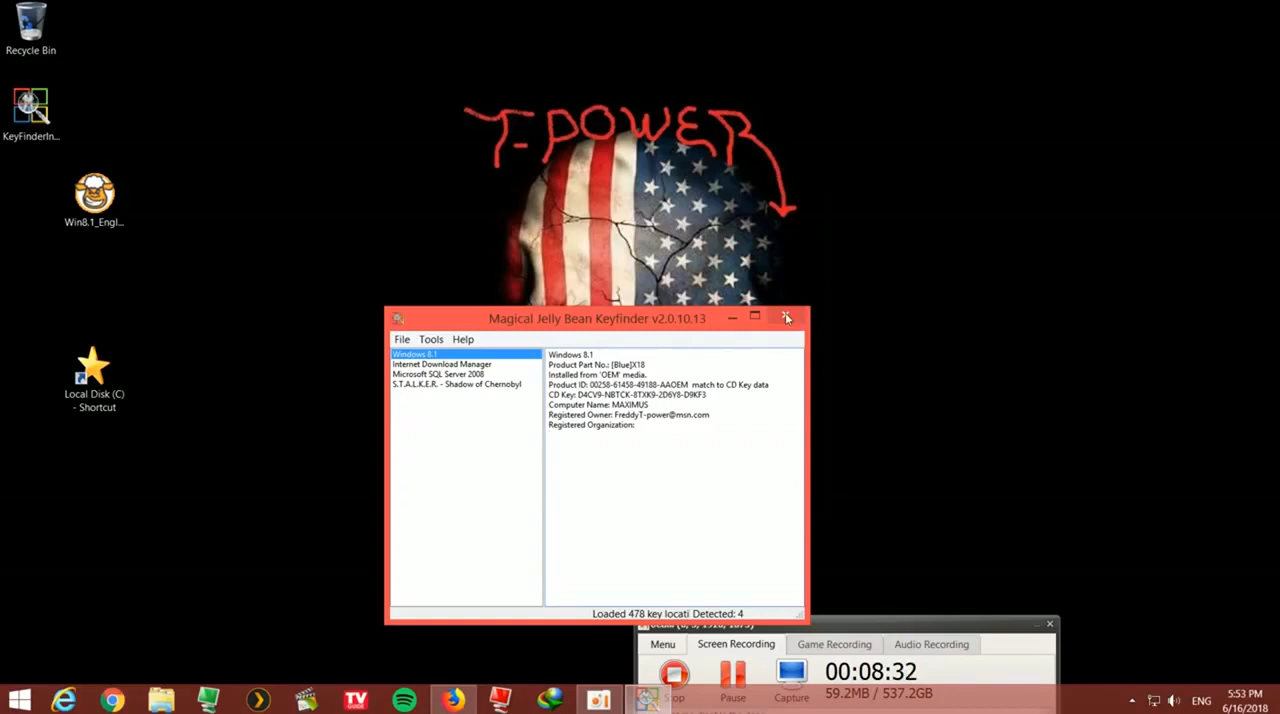 Recycle Bin
KeyFinderIn...
Win8.1_Engl...
Local Disk (C)
- Shortcut
T-POWER
Magical Jelly Bean Keyfinder v2.0.10.13
File Tools Help
Windows 8.1
Internet Download Manager
Microsoft SQL Server 2008
S.T.A.L.K.E.R. - Shadow of Chernobyl
Windows 8.1
Product Part No.: [Blue]X18
Installed from 'OEM' media.
Product ID: 00258-61458-49188-AAOEM match to CD Key data
CD Key: D4CV9-NBTCK-8TXK9-2D6Y8-D9KF3
Computer Name: MAXIMUS
Registered Owner: FreddyT-power@msn.com
Registered Organization:
Loaded 478 key locati Detected: 4
Menu Screen Recording Game Recording Audio Recording
Stop Pause Capture
00:08:32
59.2MB / 537.2GB
TV
GUIDE
ENG
5:53 PM
6/16/2018